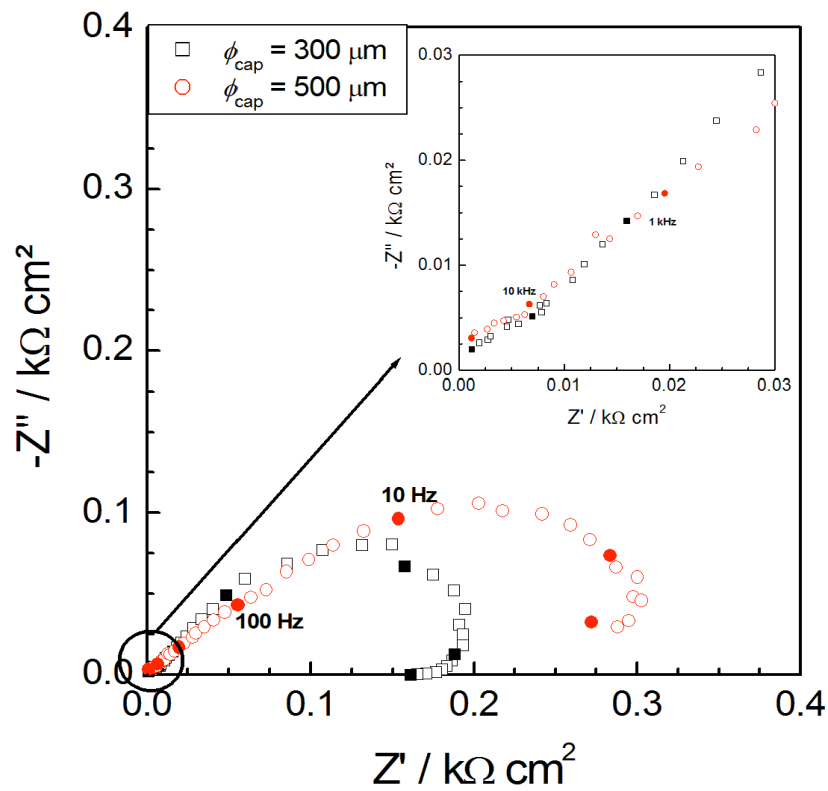 0.4
0.3
0.2
0.1
0.0
-Z'' / kΩ cm²
ϕcap = 300 μm
ϕcap = 500 μm
0.03
0.02
0.01
0.00
-Z'' / kΩ cm²
1 kHz
10 kHz
0.00 0.01 0.02 0.03
Z' / kΩ cm²
10 Hz
100 Hz
0.0 0.1 0.2 0.3 0.4
Z' / kΩ cm²